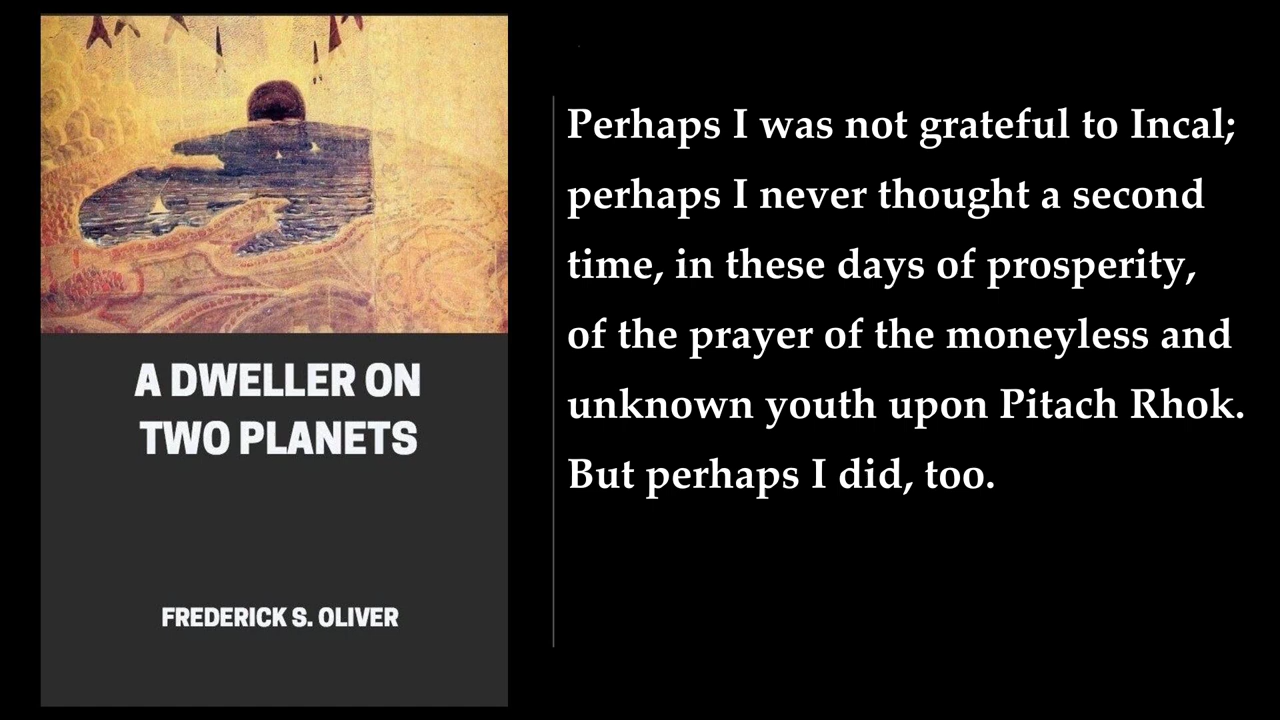 A DWELLER ON
TWO PLANETS
FREDERICK S. OLIVER
Perhaps I was not grateful to Incal;
perhaps I never thought a second
time, in these days of prosperity,
of the prayer of the moneyless and
unknown youth upon Pitach Rhok.
But perhaps I did, too.